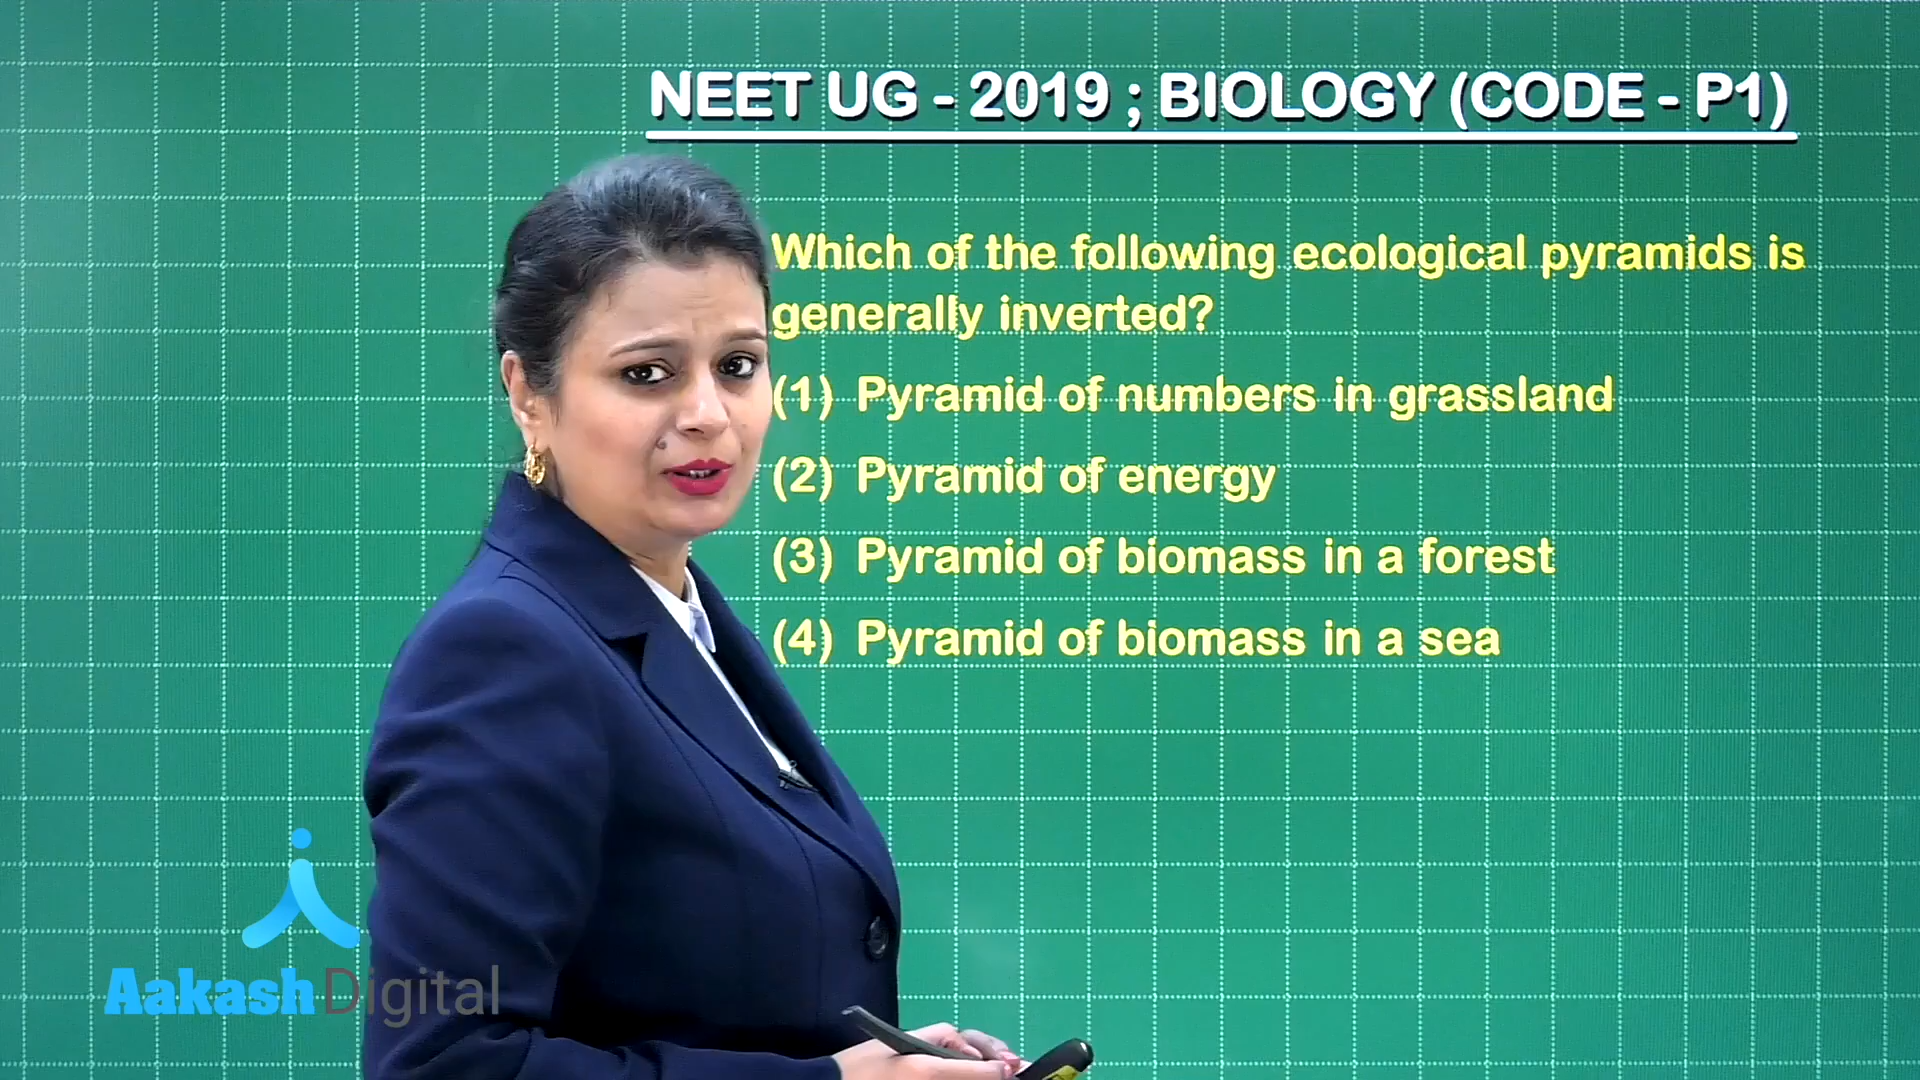 NEET UG - 2019 ; BIOLOGY (CODE - P1)
Which of the following ecological pyramids is
generally inverted?
(1) Pyramid of numbers in grassland
(2) Pyramid of energy
(3) Pyramid of biomass in a forest
(4) Pyramid of biomass in a sea
Aakash Digital